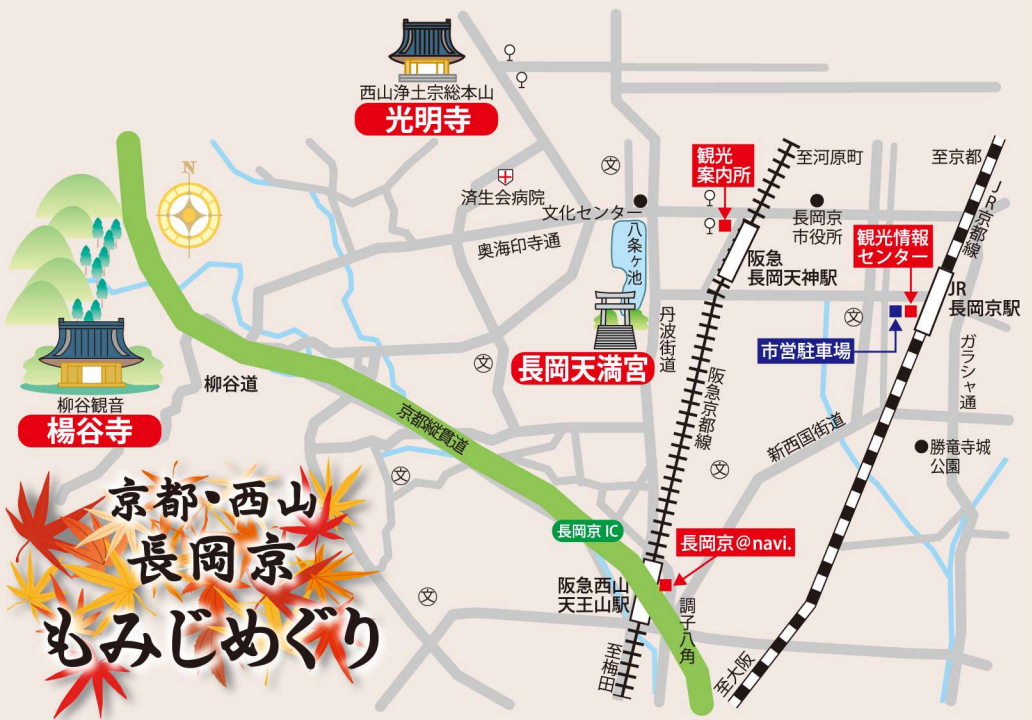 西山浄土宗総本山
光明寺
N
済生会病院
文
文化センター
奥海印寺通
八条ヶ池
観光
案内所
至河原町
至京都
JR京都線
長岡京
市役所
観光情報
センター
阪急
長岡天神駅
JR
長岡京駅
文
市営駐車場
長岡天満宮
丹波街道
阪急京都線
ガラシャ通
柳谷観音
楊谷寺
柳谷道
京都縦貫道
文
文
文
新西国街道
勝竜寺城
公園
京都・西山
長岡京
もみじめぐり
長岡京 IC
長岡京@navi.
阪急西山
天王山駅
文
調子八角
至梅田
至大阪